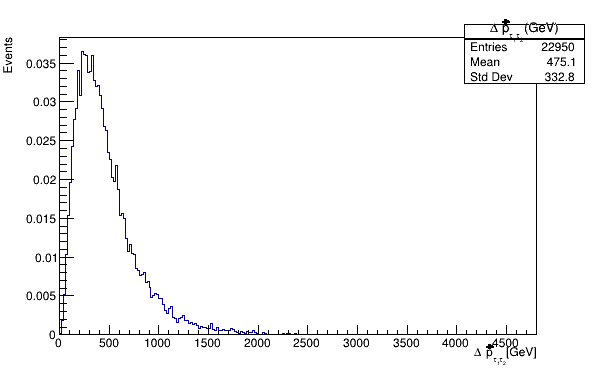 Δ p⃗τ₁τ₂ (GeV)
Entries 22950
Mean 475.1
Std Dev 332.8
Events
0.035
0.03
0.025
0.02
0.015
0.01
0.005
0
0 500 1000 1500 2000 2500 3000 3500 4000 4500
Δ p⃗τ₁τ₂ [GeV]